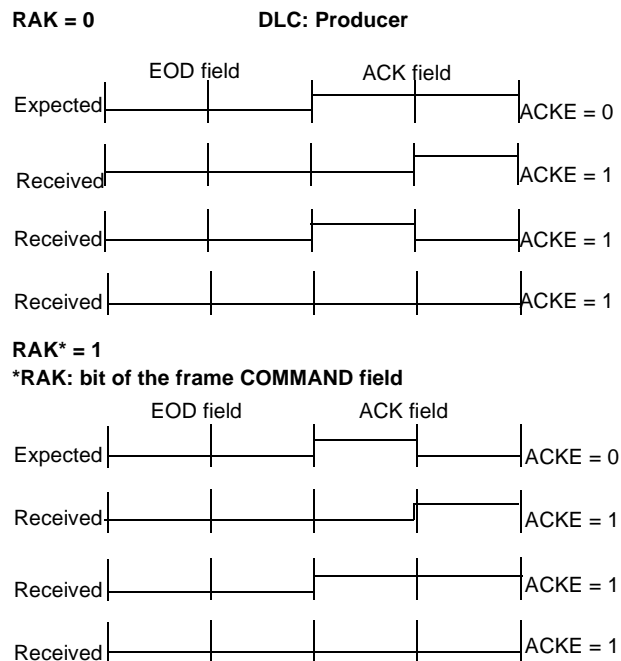 RAK = 0 DLC: Producer
EOD field ACK field
Expected ACKE = 0
Received ACKE = 1
Received ACKE = 1
Received ACKE = 1
RAK* = 1
*RAK: bit of the frame COMMAND field
EOD field ACK field
Expected ACKE = 0
Received ACKE = 1
Received ACKE = 1
Received ACKE = 1